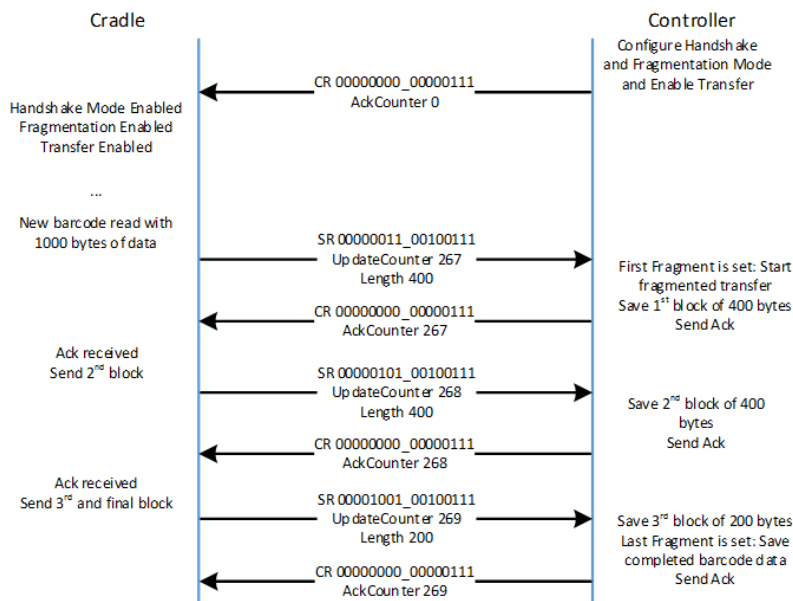 Cradle
Controller
Configure Handshake
and Fragmentation Mode
and Enable Transfer
CR 00000000_00000111
AckCounter 0
Handshake Mode Enabled
Fragmentation Enabled
Transfer Enabled
...
New barcode read with
1000 bytes of data
SR 00000011_00100111
UpdateCounter 267
Length 400
First Fragment is set: Start
fragmented transfer
Save 1st block of 400 bytes
Send Ack
CR 00000000_00000111
AckCounter 267
Ack received
Send 2nd block
SR 00000101_00100111
UpdateCounter 268
Length 400
Save 2nd block of 400
bytes
Send Ack
CR 00000000_00000111
AckCounter 268
Ack received
Send 3rd and final block
SR 00001001_00100111
UpdateCounter 269
Length 200
Save 3rd block of 200 bytes
Last Fragment is set: Save
completed barcode data
Send Ack
CR 00000000_00000111
AckCounter 269